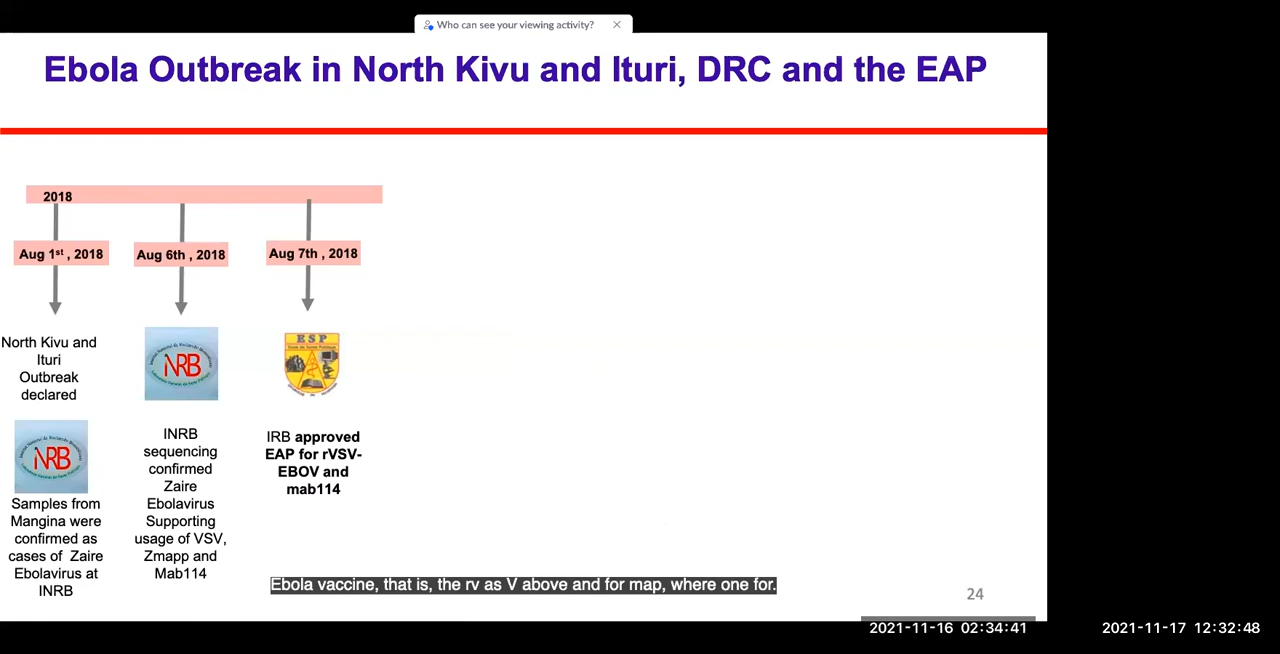 Who can see your viewing activity?
Ebola Outbreak in North Kivu and Ituri, DRC and the EAP
2018
Aug 1st , 2018
Aug 6th , 2018
Aug 7th , 2018
North Kivu and
Ituri
Outbreak
declared
INRB
Samples from
Mangina were
confirmed as
cases of Zaire
Ebolavirus at
INRB
INRB
INRB
sequencing
confirmed
Zaire
Ebolavirus
Supporting
usage of VSV,
Zmapp and
Mab114
ESP
IRB approved
EAP for rVSV-
EBOV and
mab114
Ebola vaccine, that is, the rv as V above and for map, where one for.
24
2021-11-16 02:34:41
2021-11-17 12:32:48